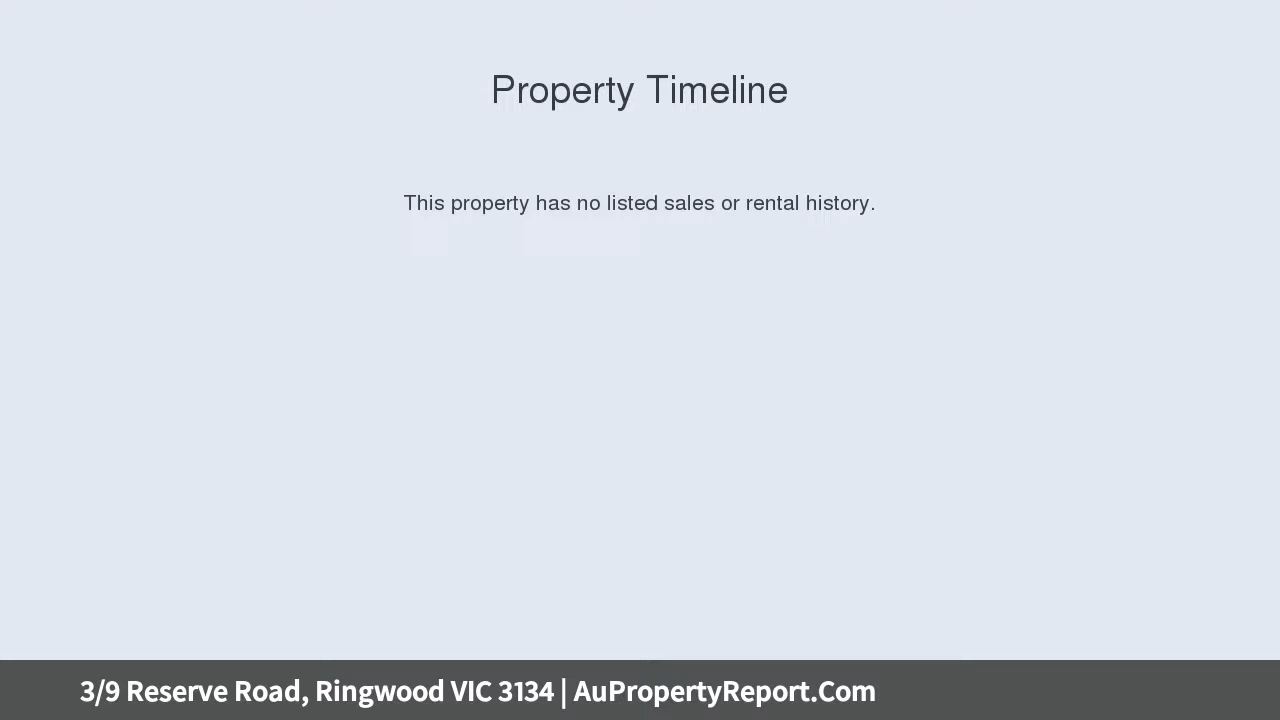 Property Timeline
This property has no listed sales or rental history.
3/9 Reserve Road, Ringwood VIC 3134 | AuPropertyReport.Com